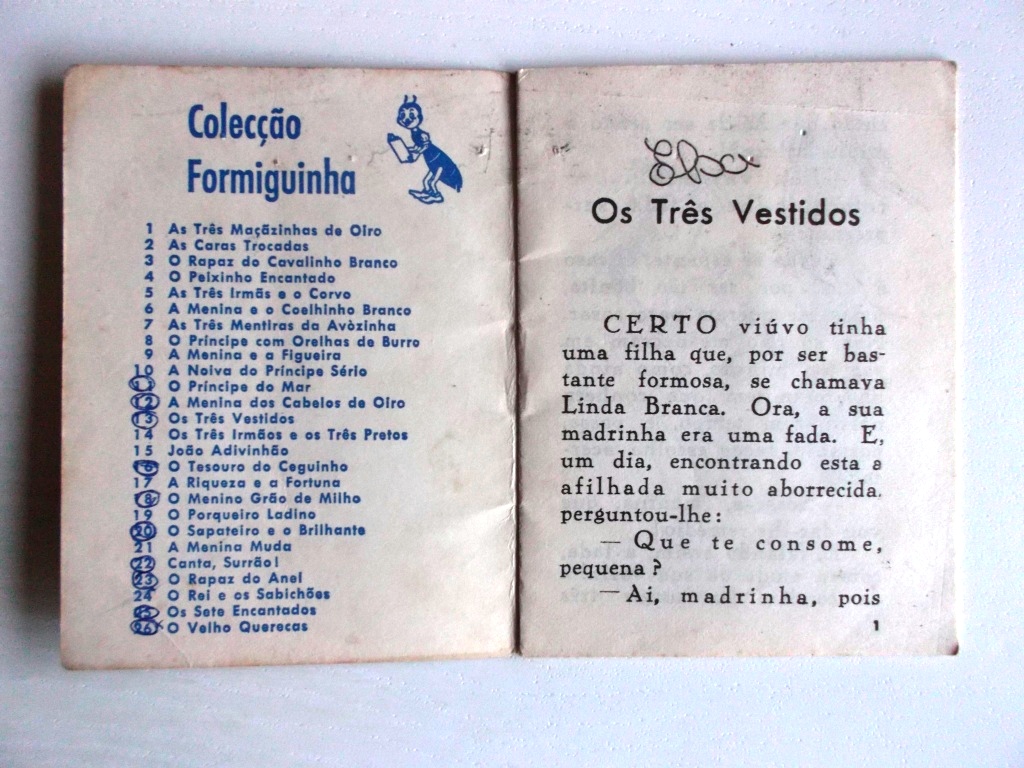 Colecção
Formiguinha
1 As Três Maçãzinhas de Oiro
2 As Caras Trocadas
3 O Rapaz do Cavalinho Branco
4 O Peixinho Encantado
5 As Três Irmãs e o Corvo
6 A Menina e o Coelhinho Branco
7 As Três Mentiras da Avòzinha
8 O Príncipe com Orelhas de Burro
9 A Menina e a Figueira
10 A Noiva do Príncipe Sério
11 O Príncipe do Mar
12 A Menina dos Cabelos de Oiro
13 Os Três Vestidos
14 Os Três Irmãos e os Três Pretos
15 João Adivinhão
16 O Tesouro do Ceguinho
17 A Riqueza e a Fortuna
18 O Menino Grão de Milho
19 O Porqueiro Ladino
20 O Sapateiro e o Brilhante
21 A Menina Muda
22 Canta, Surrão!
23 O Rapaz do Anel
24 O Rei e os Sabichões
25 Os Sete Encantados
26 O Velho Querecas
Os Três Vestidos
CERTO viúvo tinha
uma filha que, por ser bas-
tante formosa, se chamava
Linda Branca. Ora, a sua
madrinha era uma fada. E,
um dia, encontrando esta a
afilhada muito aborrecida,
perguntou-lhe:
— Que te consome,
pequena?
— Ai, madrinha, pois
1